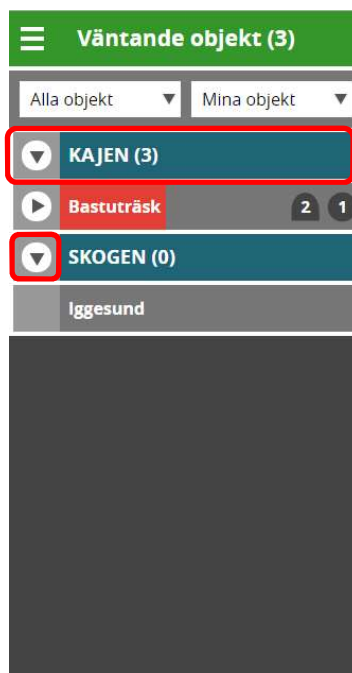 Väntande objekt (3)
Alla objekt Mina objekt
KAJEN (3)
Bastuträsk 2 1
SKOGEN (0)
Iggesund